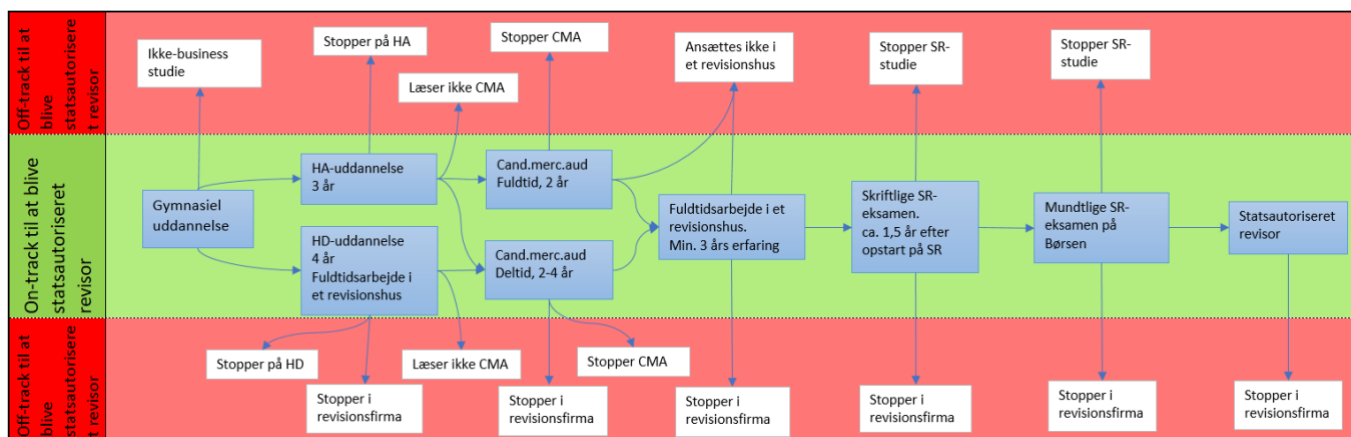 Off-track til at
blive
statsautorisere
t revisor
Ikke-business
studie
Stopper på HA
Læser ikke CMA
Stopper CMA
Ansættes ikke i
et revisionshus
Stopper SR-
studie
Stopper SR-
studie
On-track til at blive
statsautoriseret
revisor
Gymnasiel
uddannelse
HA-uddannelse
3 år
HD-uddannelse
4 år
Fuldtidsarbejde i
et revisionshus
Cand.merc.aud
Fuldtid, 2 år
Cand.merc.aud
Deltid, 2-4 år
Fuldtidsarbejde i et
revisionshus.
Min. 3 års erfaring
Skriftlige SR-
eksamen.
ca. 1,5 år efter
opstart på SR
Mundtlige SR-
eksamen på
Børsen
Statsautoriseret
revisor
Off-track til at
blive
statsautorisere
t revisor
Stopper på HD
Stopper i
revisionsfirma
Læser ikke CMA
Stopper i
revisionsfirma
Stopper CMA
Stopper i
revisionsfirma
Stopper i
revisionsfirma
Stopper i
revisionsfirma
Stopper i
revisionsfirma